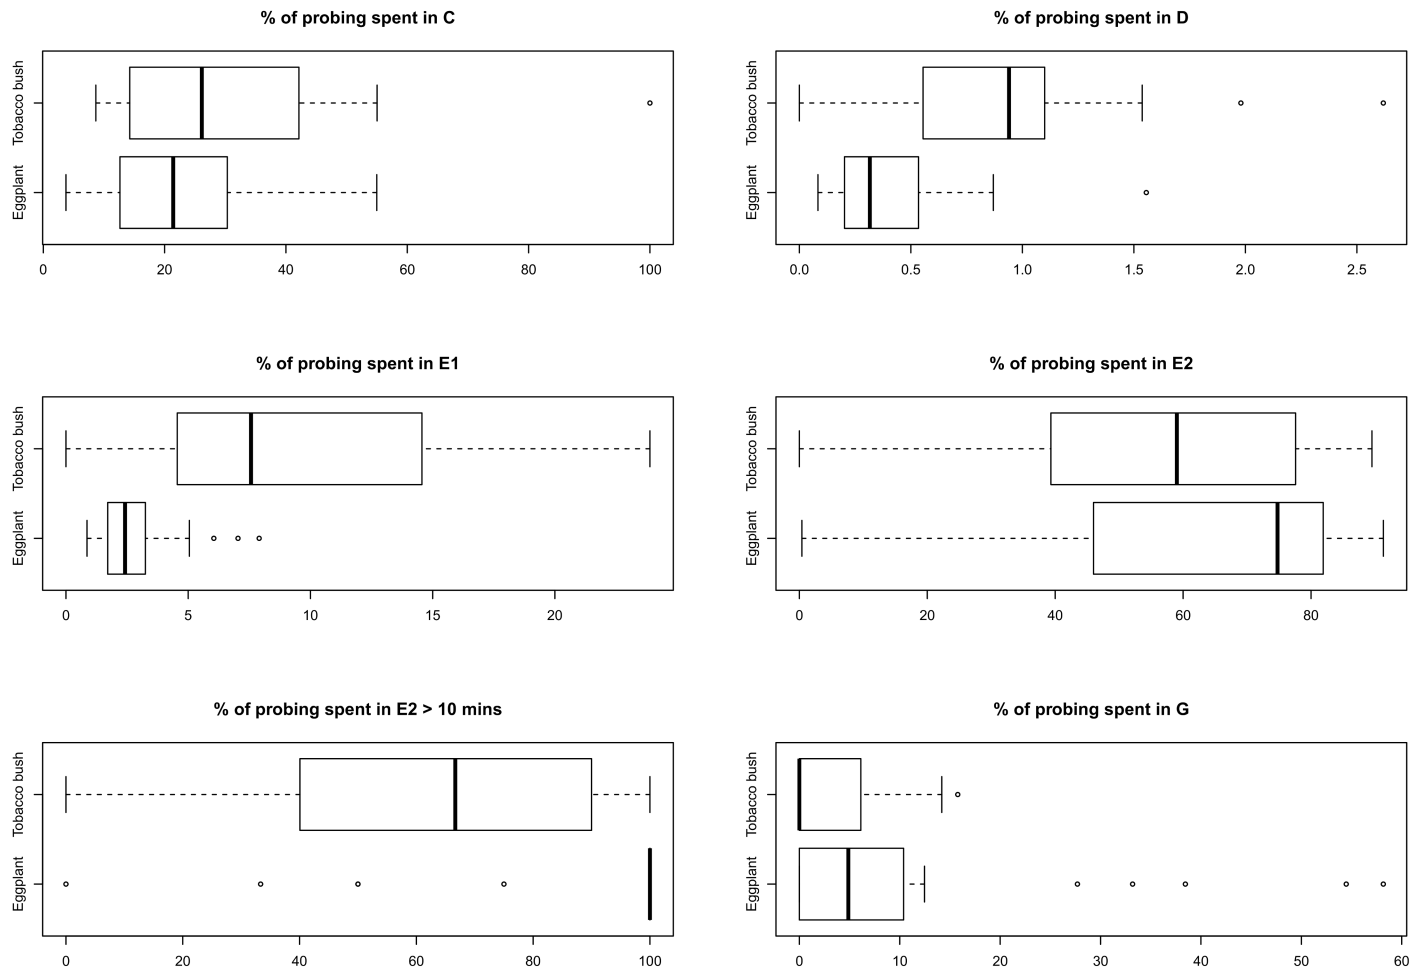 % of probing spent in C
Tobacco bush
Eggplant
0 20 40 60 80 100
% of probing spent in D
Tobacco bush
Eggplant
0.0 0.5 1.0 1.5 2.0 2.5
% of probing spent in E1
Tobacco bush
Eggplant
0 5 10 15 20
% of probing spent in E2
Tobacco bush
Eggplant
0 20 40 60 80
% of probing spent in E2 > 10 mins
Tobacco bush
Eggplant
0 20 40 60 80 100
% of probing spent in G
Tobacco bush
Eggplant
0 10 20 30 40 50 60